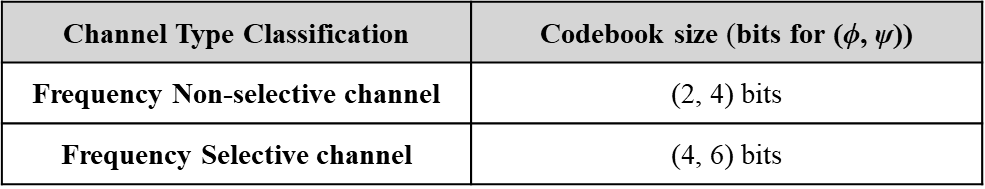 Channel Type Classification Codebook size (bits for (ϕ, ψ))
Frequency Non-selective channel (2, 4) bits
Frequency Selective channel (4, 6) bits